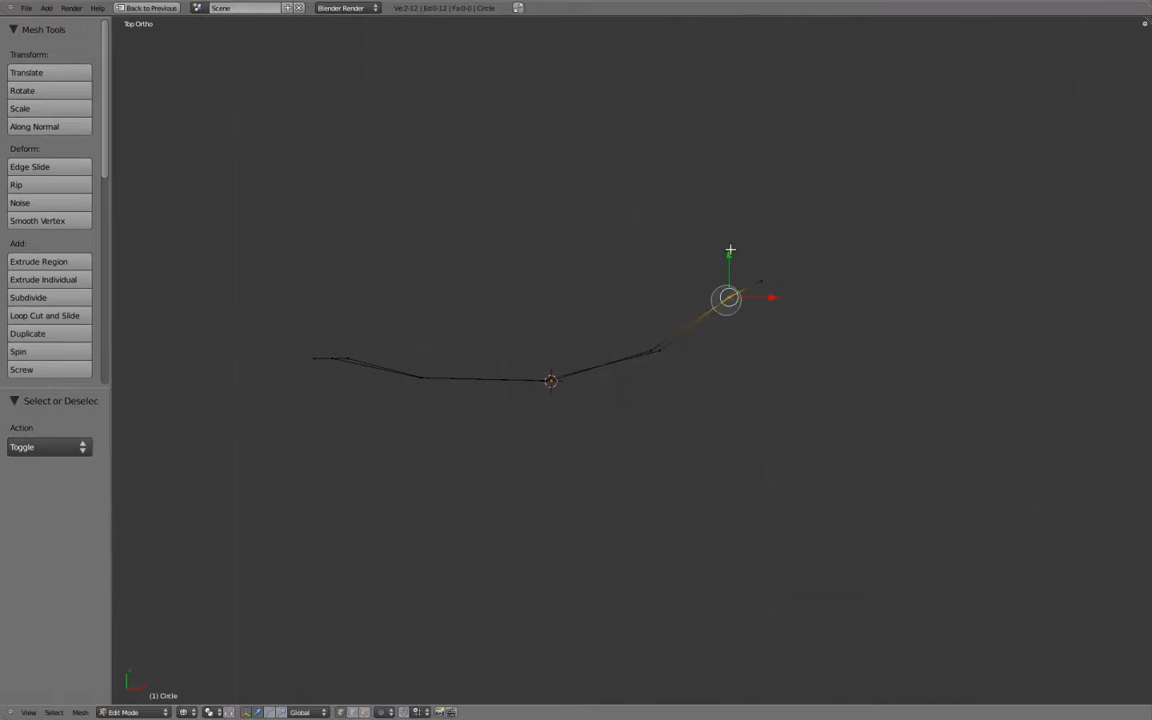 File Add Render Help Back to Previous Scene Blender Render Ve:2-12 | Ed:0-12 | Fa:0-0 | Circle
Top Ortho
Mesh Tools
Transform:
Translate
Rotate
Scale
Along Normal
Deform:
Edge Slide
Rip
Noise
Smooth Vertex
Add:
Extrude Region
Extrude Individual
Subdivide
Loop Cut and Slide
Duplicate
Spin
Screw
Select or Deselec
Action
Toggle
(1) Circle
View Select Mesh Edit Mode Global